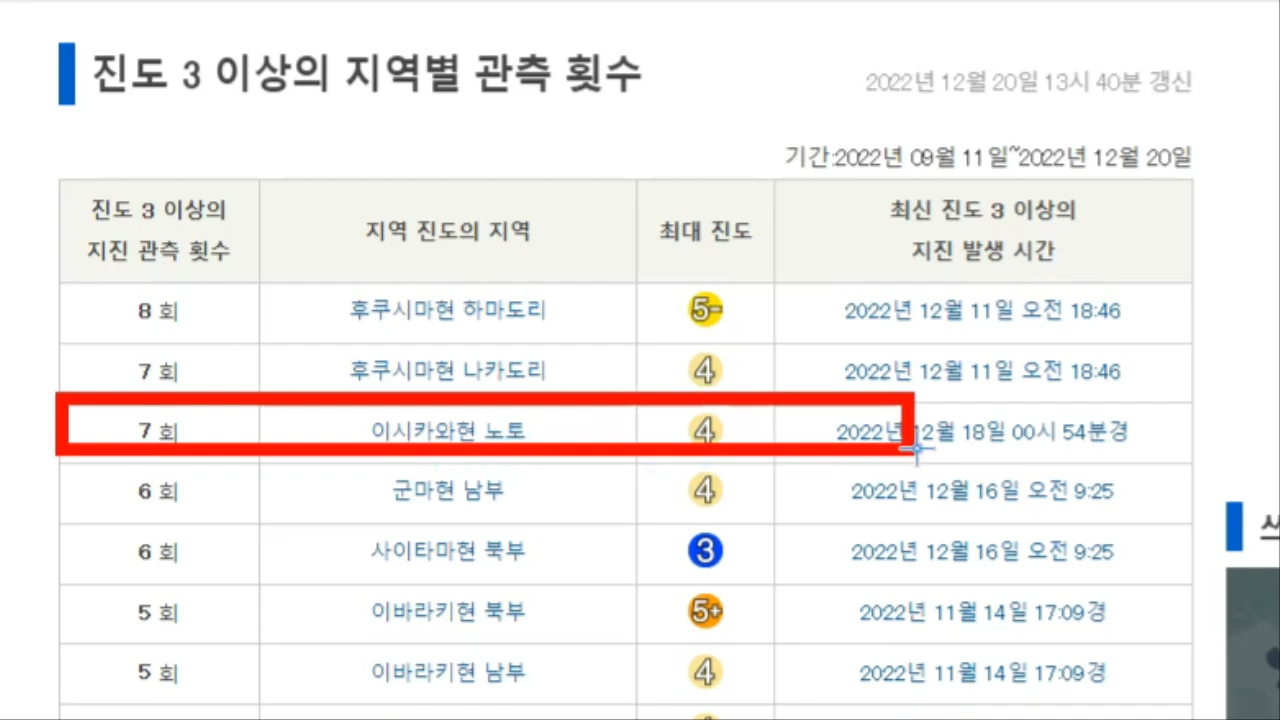 진도 3 이상의 지역별 관측 횟수
2022년 12월 20일 13시 40분 갱신
기간:2022년 09월 11일~2022년 12월 20일
진도 3 이상의 지진 관측 횟수 지역 진도의 지역 최대 진도 최신 진도 3 이상의 지진 발생 시간
8 회 후쿠시마현 하마도리 5- 2022년 12월 11일 오전 18:46
7 회 후쿠시마현 나카도리 4 2022년 12월 11일 오전 18:46
7 회 이시카와현 노토 4 2022년 12월 18일 00시 54분경
6 회 군마현 남부 4 2022년 12월 16일 오전 9:25
6 회 사이타마현 북부 3 2022년 12월 16일 오전 9:25
5 회 이바라키현 북부 5+ 2022년 11월 14일 17:09경
5 회 이바라키현 남부 4 2022년 11월 14일 17:09경